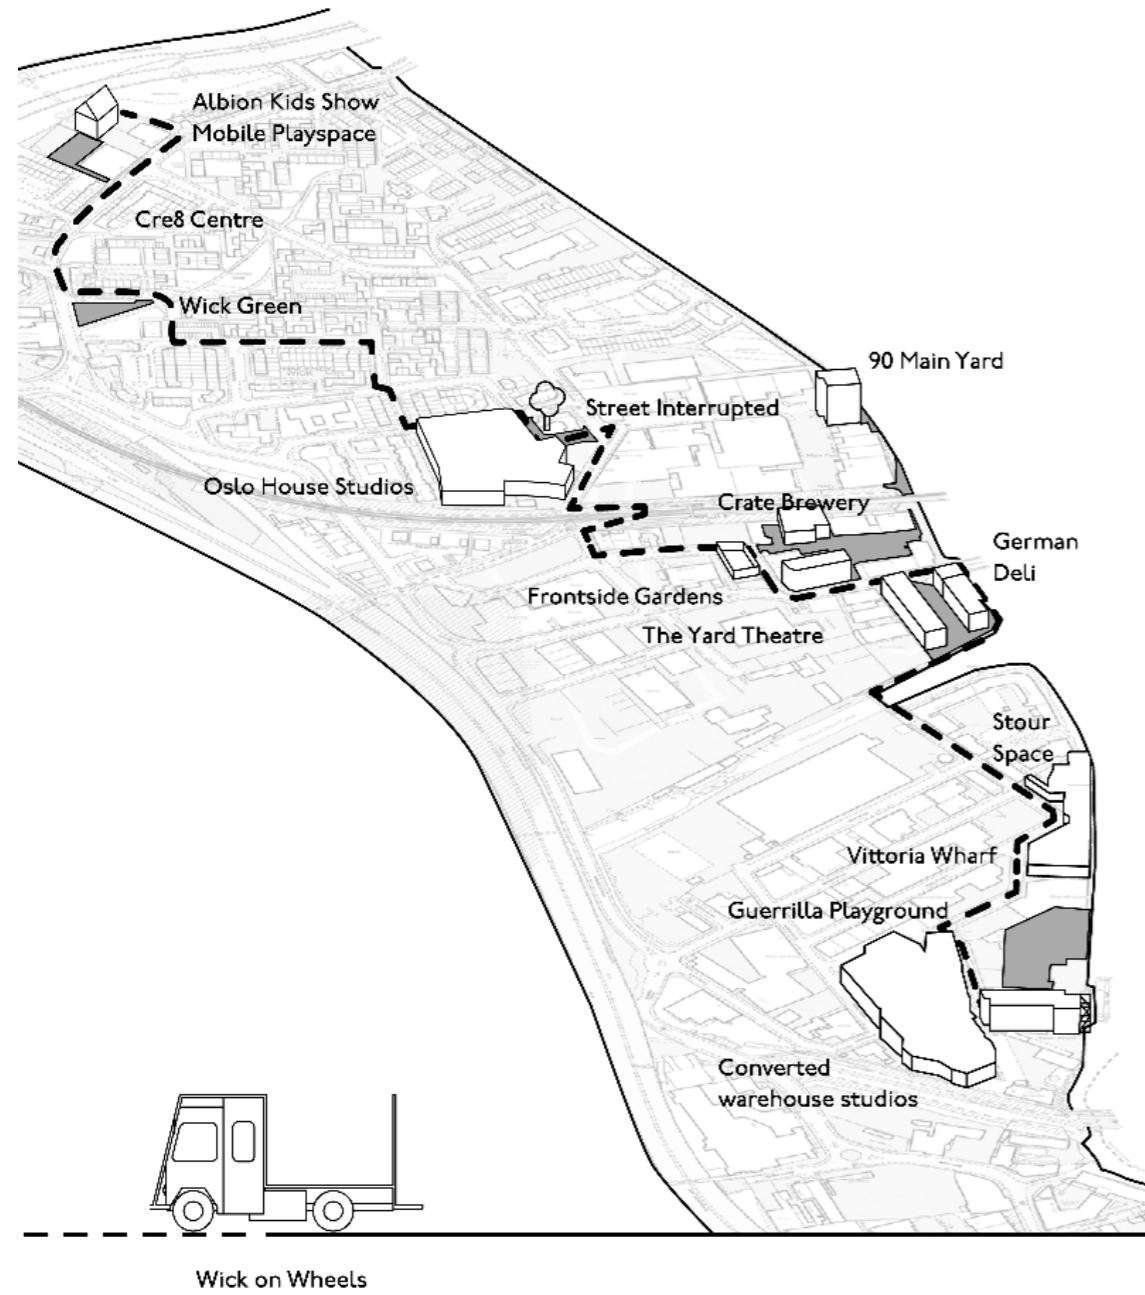 Albion Kids Show
Mobile Playspace
Cre8 Centre
Wick Green
90 Main Yard
Street Interrupted
Oslo House Studios
Crate Brewery
German
Deli
Frontside Gardens
The Yard Theatre
Stour
Space
Vittoria Wharf
Guerrilla Playground
Converted
warehouse studios
Wick on Wheels